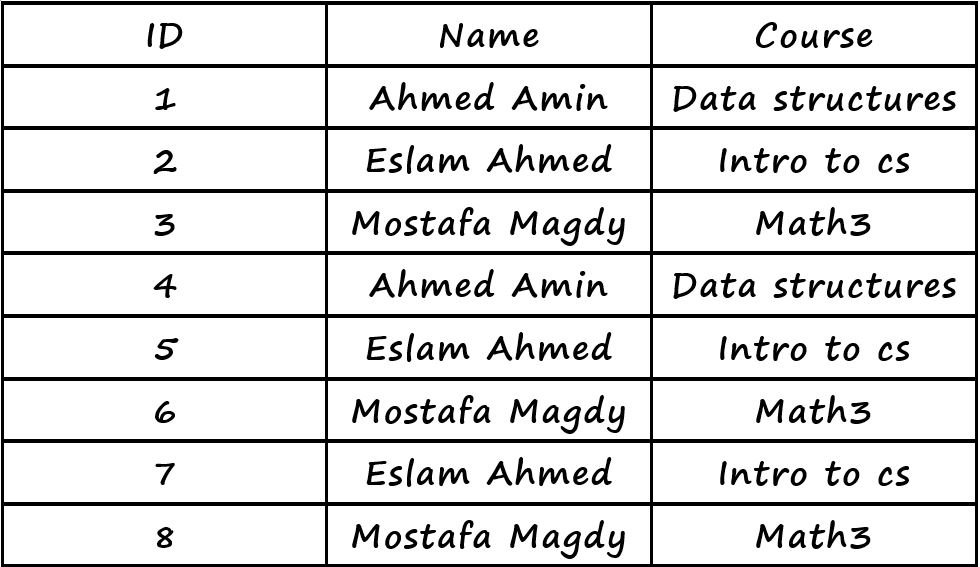 ID Name Course
1 Ahmed Amin Data structures
2 Eslam Ahmed Intro to cs
3 Mostafa Magdy Math3
4 Ahmed Amin Data structures
5 Eslam Ahmed Intro to cs
6 Mostafa Magdy Math3
7 Eslam Ahmed Intro to cs
8 Mostafa Magdy Math3